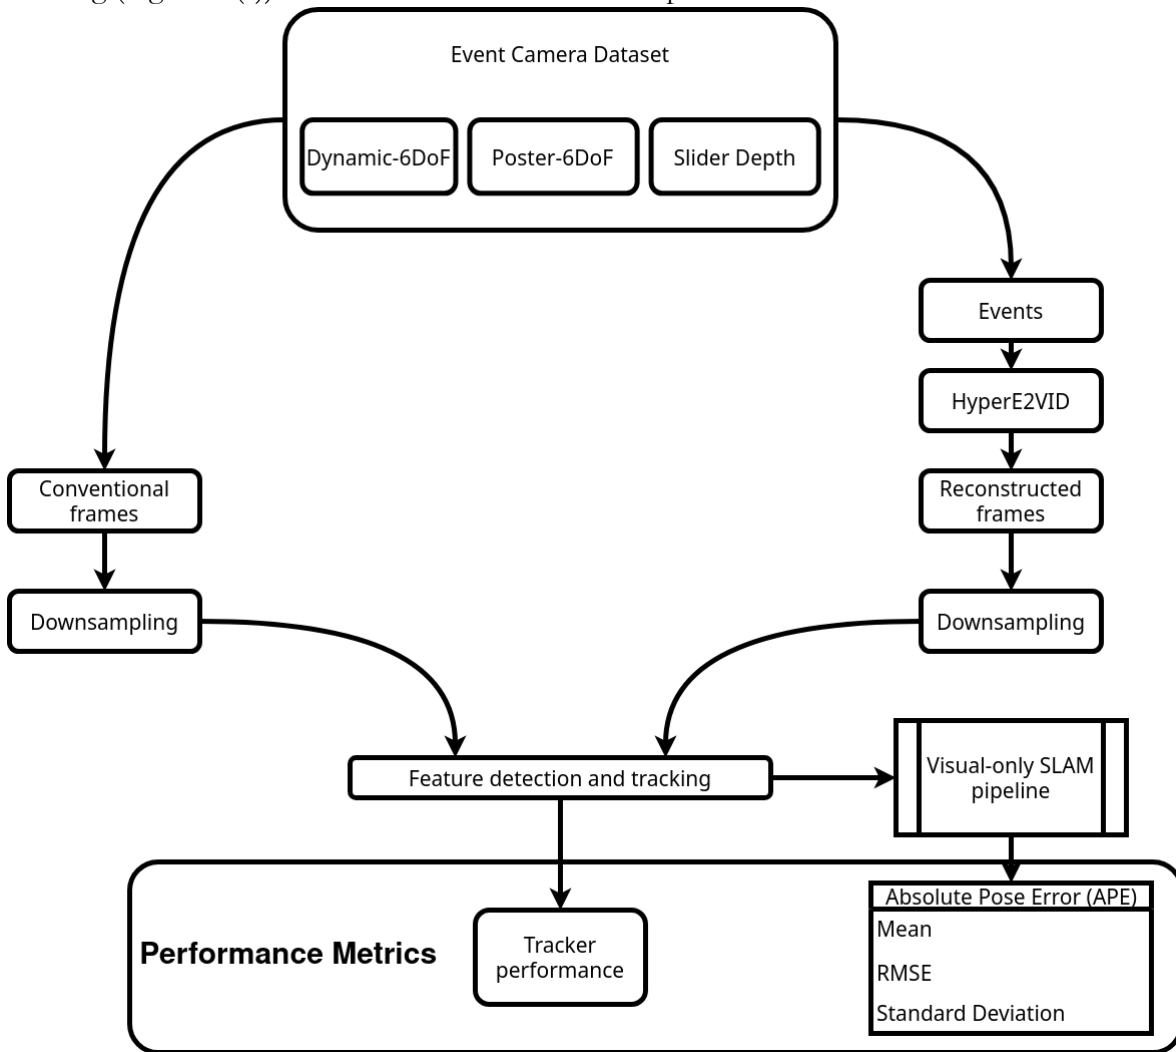 Event Camera Dataset
Dynamic-6DoF
Poster-6DoF
Slider Depth
Events
HyperE2VID
Conventional
frames
Reconstructed
frames
Downsampling
Downsampling
Feature detection and tracking
Visual-only SLAM
pipeline
Performance Metrics
Tracker
performance
Absolute Pose Error (APE)
Mean
RMSE
Standard Deviation